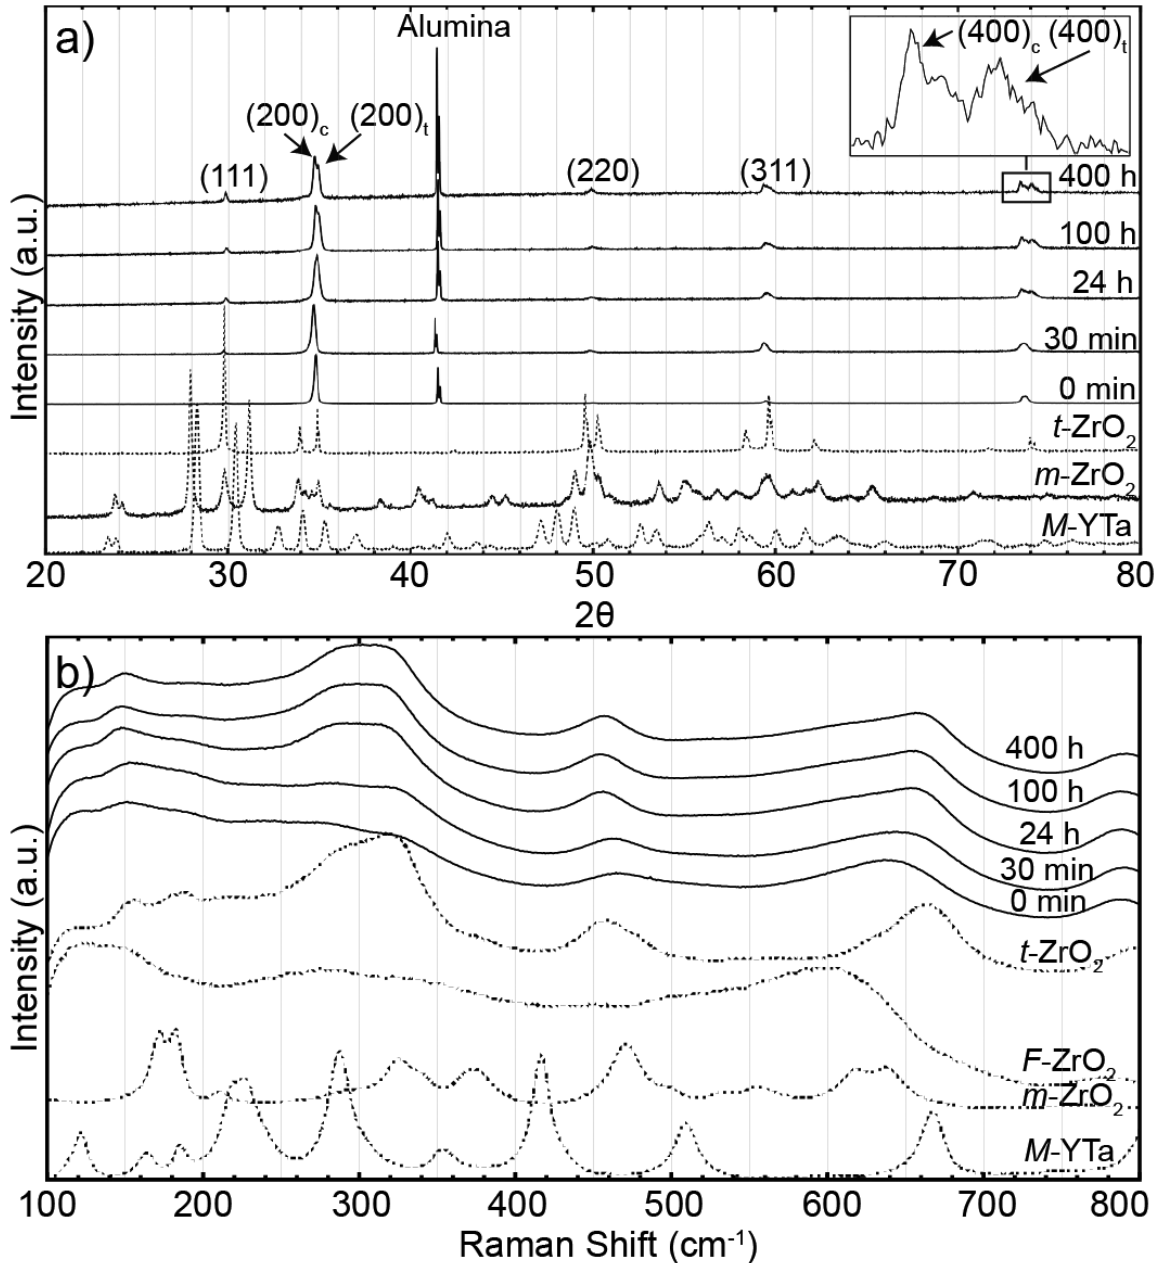 a)
Alumina
(400)c (400)t
(200)c (200)t
(111)
(220)
(311)
400 h
100 h
24 h
30 min
0 min
t-ZrO2
m-ZrO2
M-YTa
Intensity (a.u.)
20 30 40 50 60 70 80
2θ
b)
400 h
100 h
24 h
30 min
0 min
t-ZrO2
F-ZrO2
m-ZrO2
M-YTa
Intensity (a.u.)
100 200 300 400 500 600 700 800
Raman Shift (cm-1)